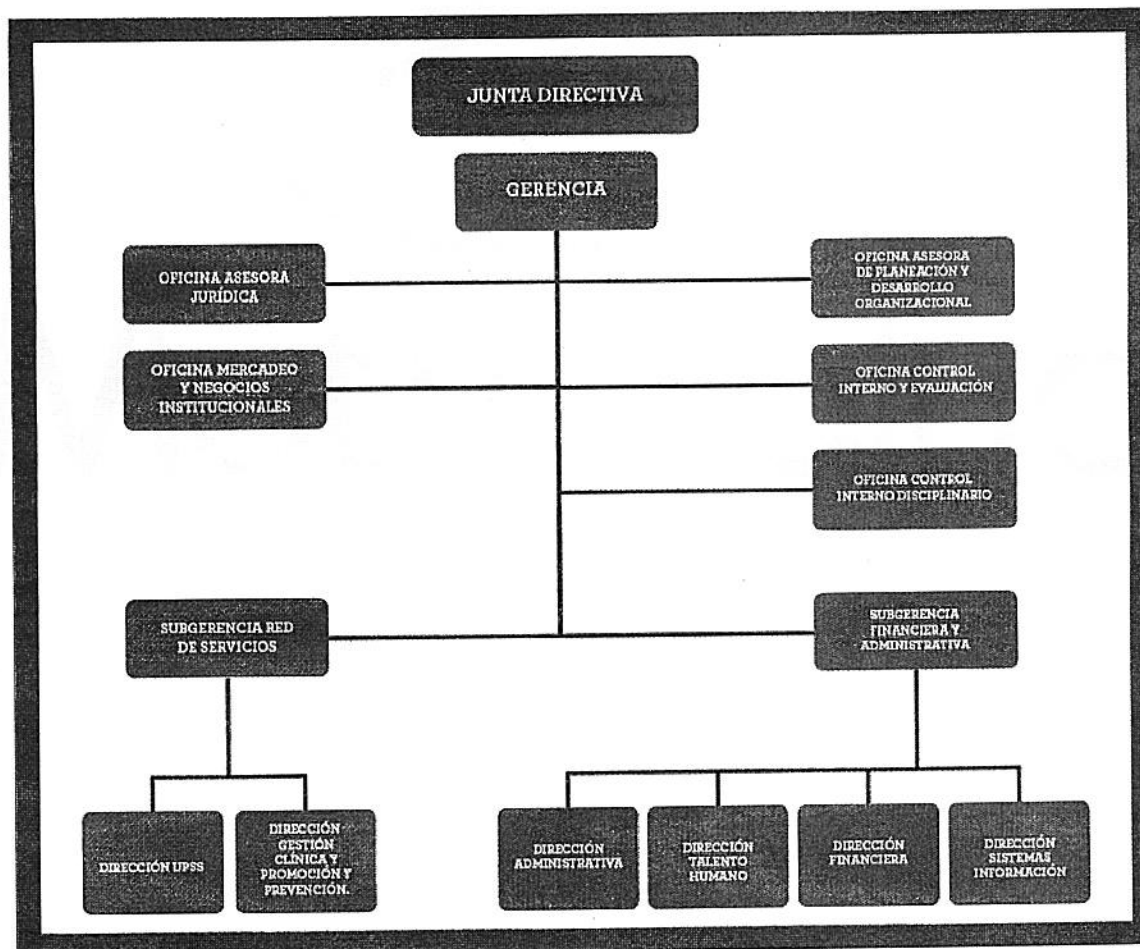 JUNTA DIRECTIVA
GERENCIA
OFICINA ASESORA
JURÍDICA
OFICINA ASESORA
DE PLANEACIÓN Y
DESARROLLO
ORGANIZACIONAL
OFICINA MERCADEO
Y NEGOCIOS
INSTITUCIONALES
OFICINA CONTROL
INTERNO Y EVALUACIÓN
OFICINA CONTROL
INTERNO DISCIPLINARIO
SUBGERENCIA RED
DE SERVICIOS
SUBGERENCIA
FINANCIERA Y
ADMINISTRATIVA
DIRECCIÓN UPSS
DIRECCIÓN
GESTIÓN
CLÍNICA Y
PROMOCIÓN Y
PREVENCIÓN.
DIRECCIÓN
ADMINISTRATIVA
DIRECCIÓN
TALENTO
HUMANO
DIRECCIÓN
FINANCIERA
DIRECCIÓN
SISTEMAS
INFORMACIÓN